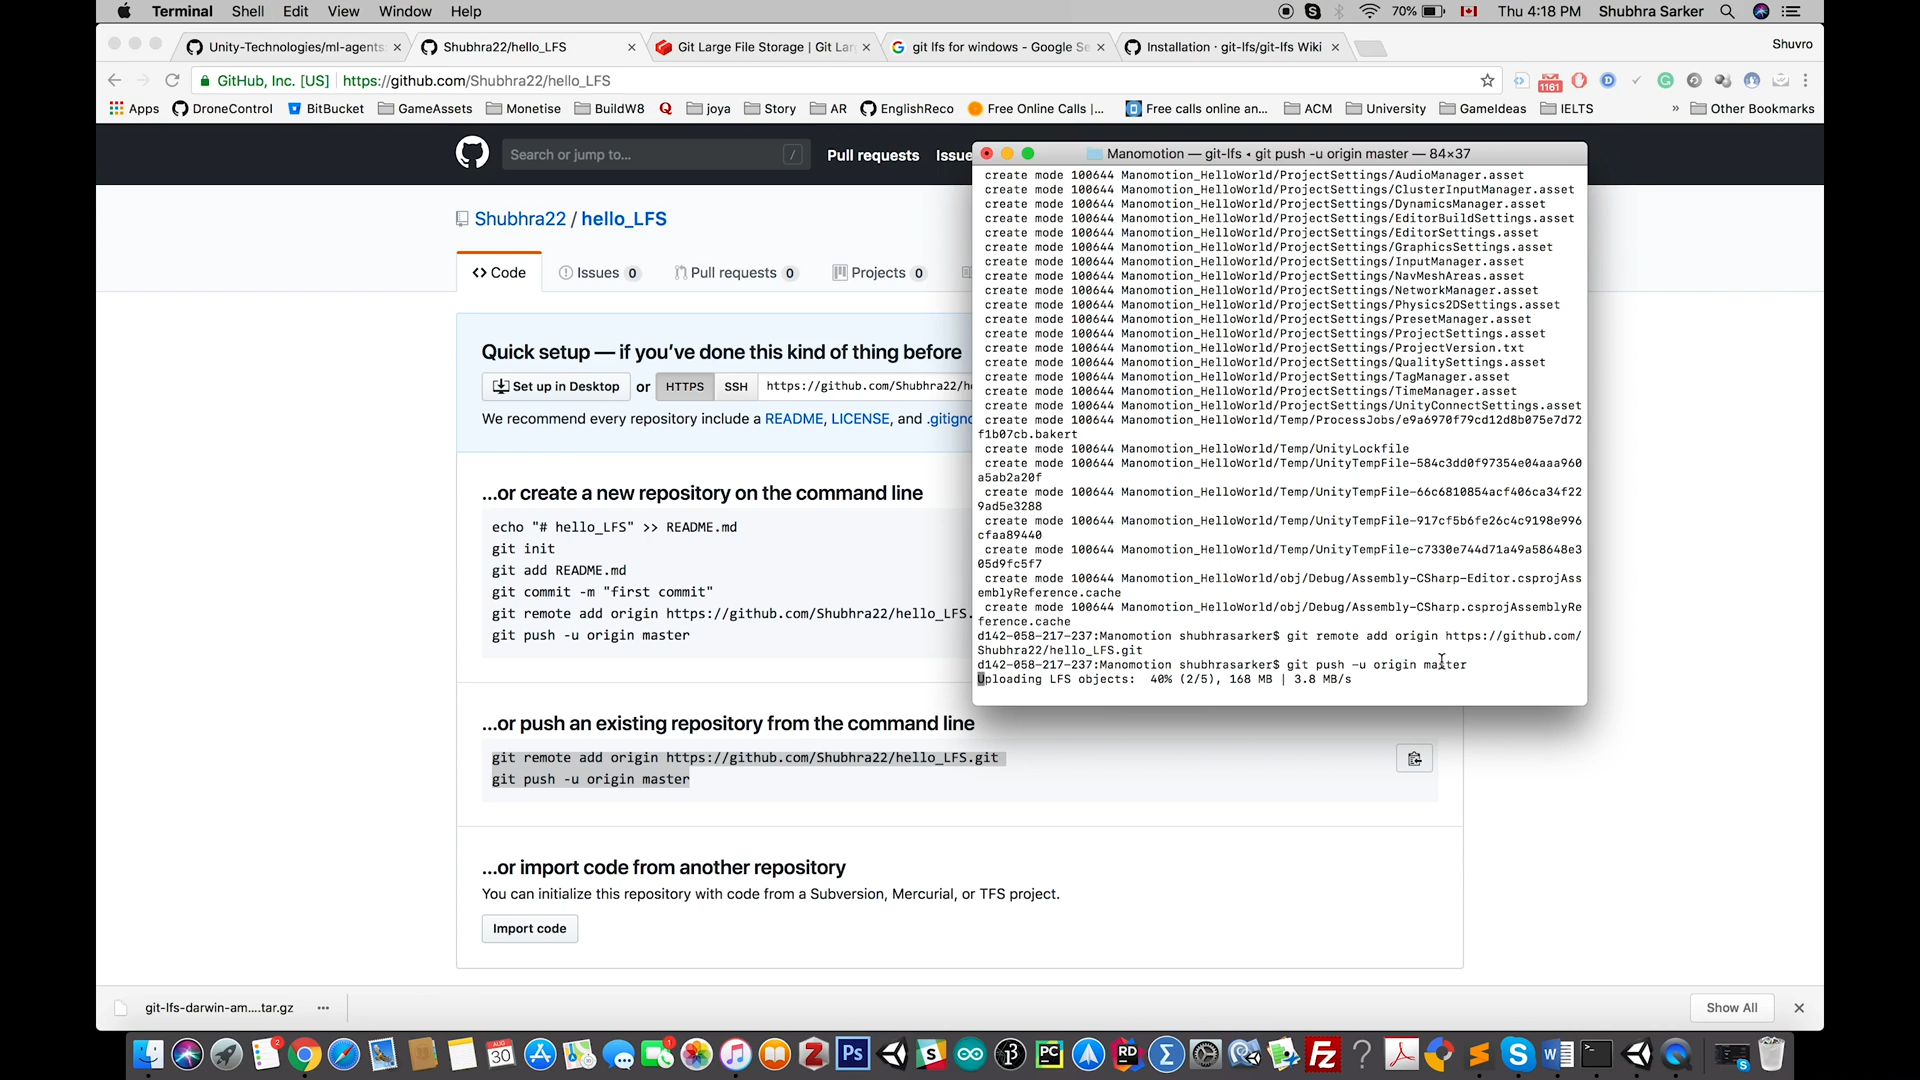 Terminal Shell Edit View Window Help 70% Thu 4:18 PM Shubhra Sarker
Unity-Technologies/ml-agents: Shubhra22/hello_LFS Git Large File Storage | Git Lar git lfs for windows - Google Se Installation · git-lfs/git-lfs Wiki Shuvro
GitHub, Inc. [US] https://github.com/Shubhra22/hello_LFS 1161
Apps DroneControl BitBucket GameAssets Monetise BuildW8 joya Story AR EnglishReco Free Online Calls |... Free calls online an... ACM University GameIdeas IELTS » Other Bookmarks
Search or jump to... / Pull requests Issue
Shubhra22 / hello_LFS
Code Issues 0 Pull requests 0 Projects 0
Quick setup — if you’ve done this kind of thing before
Set up in Desktop or HTTPS SSH https://github.com/Shubhra22/he
We recommend every repository include a README, LICENSE, and .gitigno
...or create a new repository on the command line
echo "# hello_LFS" >> README.md
git init
git add README.md
git commit -m "first commit"
git remote add origin https://github.com/Shubhra22/hello_LFS.
git push -u origin master
...or push an existing repository from the command line
git remote add origin https://github.com/Shubhra22/hello_LFS.git
git push -u origin master
...or import code from another repository
You can initialize this repository with code from a Subversion, Mercurial, or TFS project.
Import code
Manomotion — git-lfs • git push -u origin master — 84×37
create mode 100644 Manomotion_HelloWorld/ProjectSettings/AudioManager.asset
create mode 100644 Manomotion_HelloWorld/ProjectSettings/ClusterInputManager.asset
create mode 100644 Manomotion_HelloWorld/ProjectSettings/DynamicsManager.asset
create mode 100644 Manomotion_HelloWorld/ProjectSettings/EditorBuildSettings.asset
create mode 100644 Manomotion_HelloWorld/ProjectSettings/EditorSettings.asset
create mode 100644 Manomotion_HelloWorld/ProjectSettings/GraphicsSettings.asset
create mode 100644 Manomotion_HelloWorld/ProjectSettings/InputManager.asset
create mode 100644 Manomotion_HelloWorld/ProjectSettings/NavMeshAreas.asset
create mode 100644 Manomotion_HelloWorld/ProjectSettings/NetworkManager.asset
create mode 100644 Manomotion_HelloWorld/ProjectSettings/Physics2DSettings.asset
create mode 100644 Manomotion_HelloWorld/ProjectSettings/PresetManager.asset
create mode 100644 Manomotion_HelloWorld/ProjectSettings/ProjectSettings.asset
create mode 100644 Manomotion_HelloWorld/ProjectSettings/ProjectVersion.txt
create mode 100644 Manomotion_HelloWorld/ProjectSettings/QualitySettings.asset
create mode 100644 Manomotion_HelloWorld/ProjectSettings/TagManager.asset
create mode 100644 Manomotion_HelloWorld/ProjectSettings/TimeManager.asset
create mode 100644 Manomotion_HelloWorld/ProjectSettings/UnityConnectSettings.asset
create mode 100644 Manomotion_HelloWorld/Temp/ProcessJobs/e9a6970f79cd12d8b075e7d72
f1b07cb.bakert
create mode 100644 Manomotion_HelloWorld/Temp/UnityLockfile
create mode 100644 Manomotion_HelloWorld/Temp/UnityTempFile-584c3dd0f97354e04aaa960
a5ab2a20f
create mode 100644 Manomotion_HelloWorld/Temp/UnityTempFile-66c6810854acf406ca34f22
9ad5e3288
create mode 100644 Manomotion_HelloWorld/Temp/UnityTempFile-917cf5b6fe26c4c9198e996
cfaa89440
create mode 100644 Manomotion_HelloWorld/Temp/UnityTempFile-c7330e744d71a49a58648e3
05d9fc5f7
create mode 100644 Manomotion_HelloWorld/obj/Debug/Assembly-CSharp-Editor.csprojAss
emblyReference.cache
create mode 100644 Manomotion_HelloWorld/obj/Debug/Assembly-CSharp.csprojAssemblyRe
ference.cache
d142-058-217-237:Manomotion shubhrasarker$ git remote add origin https://github.com/
Shubhra22/hello_LFS.git
d142-058-217-237:Manomotion shubhrasarker$ git push -u origin master
Uploading LFS objects: 40% (2/5), 168 MB | 3.8 MB/s
git-lfs-darwin-am....tar.gz Show All